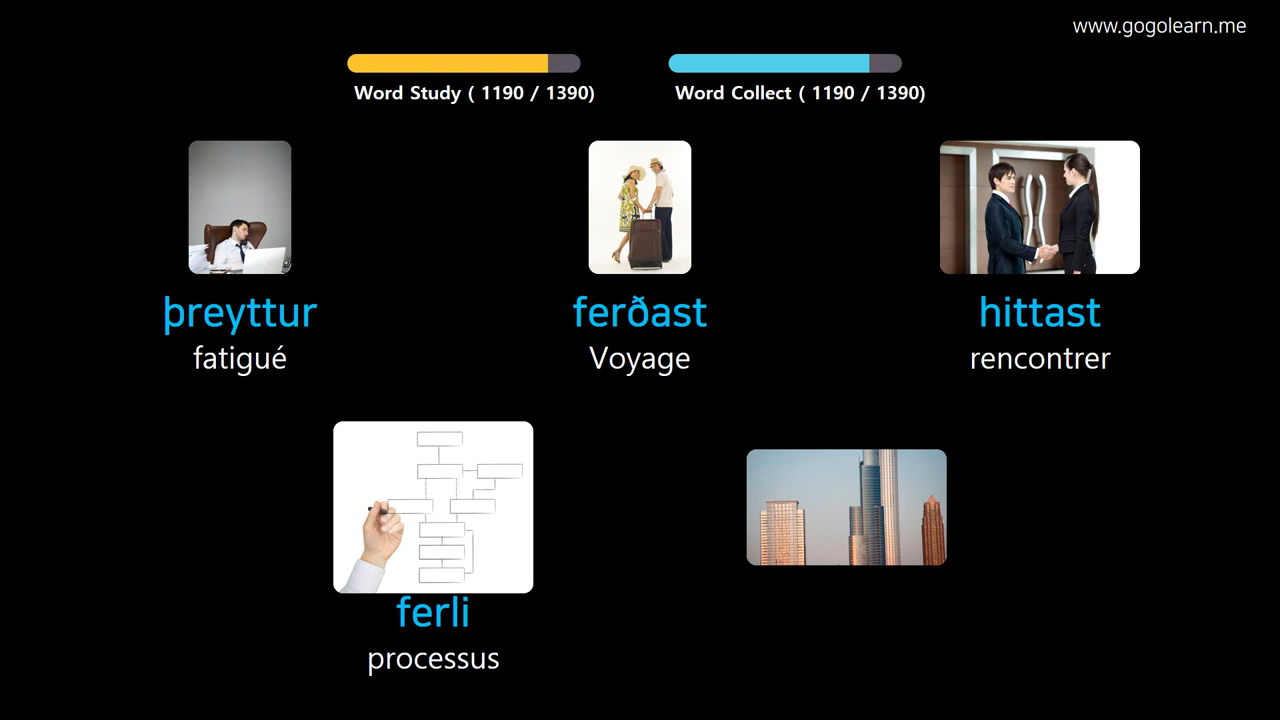 www.gogolearn.me
Word Study ( 1190 / 1390)
Word Collect ( 1190 / 1390)
þreyttur
fatigué
ferðast
Voyage
hittast
rencontrer
ferli
processus